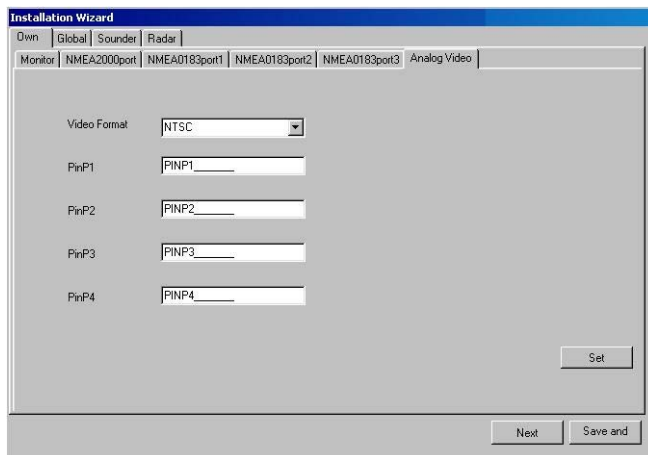 Installation Wizard
Own Global Sounder Radar
Monitor NMEA2000port NMEA0183port1 NMEA0183port2 NMEA0183port3 Analog Video
Video Format NTSC
PinP1 PINP1______
PinP2 PINP2______
PinP3 PINP3______
PinP4 PINP4______
Set
Next Save and